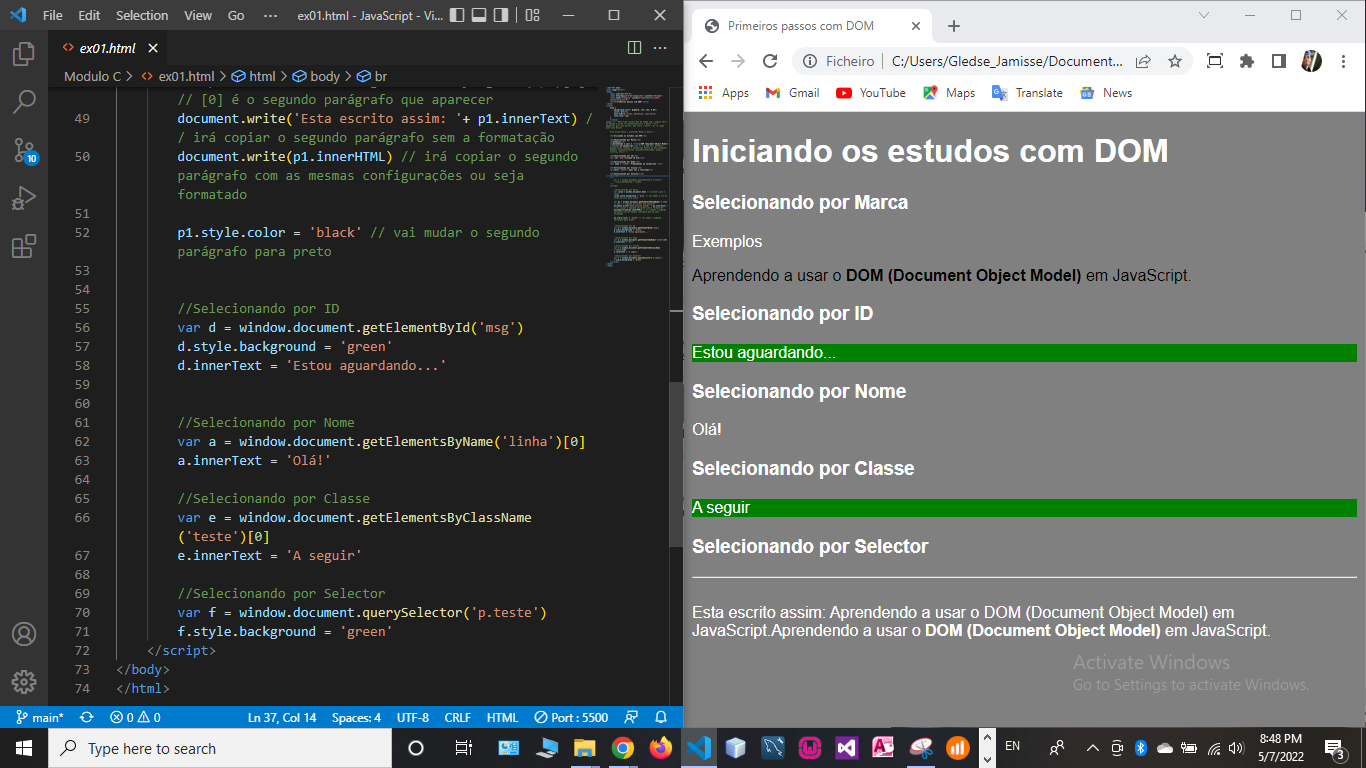 File Edit Selection View Go ··· ex01.html - JavaScript - Vi...
ex01.html
Modulo C > ex01.html > html > body > br
// [0] é o segundo parágrafo que aparecer
49 document.write('Esta escrito assim: '+ p1.innerText) /
/ irá copiar o segundo parágrafo sem a formatação
50 document.write(p1.innerHTML) // irá copiar o segundo
parágrafo com as mesmas configurações ou seja
formatado
51
52 p1.style.color = 'black' // vai mudar o segundo
parágrafo para preto
53
54
55 //Selecionando por ID
56 var d = window.document.getElementById('msg')
57 d.style.background = 'green'
58 d.innerText = 'Estou aguardando...'
59
60
61 //Selecionando por Nome
62 var a = window.document.getElementsByName('linha')[0]
63 a.innerText = 'Olá!'
64
65 //Selecionando por Classe
66 var e = window.document.getElementsByClassName
('teste')[0]
67 e.innerText = 'A seguir'
68
69 //Selecionando por Selector
70 var f = window.document.querySelector('p.teste')
71 f.style.background = 'green'
72 </script>
73 </body>
74 </html>
10
main* 0 0 Ln 37, Col 14 Spaces: 4 UTF-8 CRLF HTML Port : 5500
Primeiros passos com DOM
Ficheiro | C:/Users/Gledse_Jamisse/Document...
Apps Gmail YouTube Maps Translate News
Iniciando os estudos com DOM
Selecionando por Marca
Exemplos
Aprendendo a usar o DOM (Document Object Model) em JavaScript.
Selecionando por ID
Estou aguardando...
Selecionando por Nome
Olá!
Selecionando por Classe
A seguir
Selecionando por Selector
Esta escrito assim: Aprendendo a usar o DOM (Document Object Model) em
JavaScript.Aprendendo a usar o DOM (Document Object Model) em JavaScript.
Activate Windows
Go to Settings to activate Windows.
Type here to search
EN
8:48 PM
5/7/2022
3